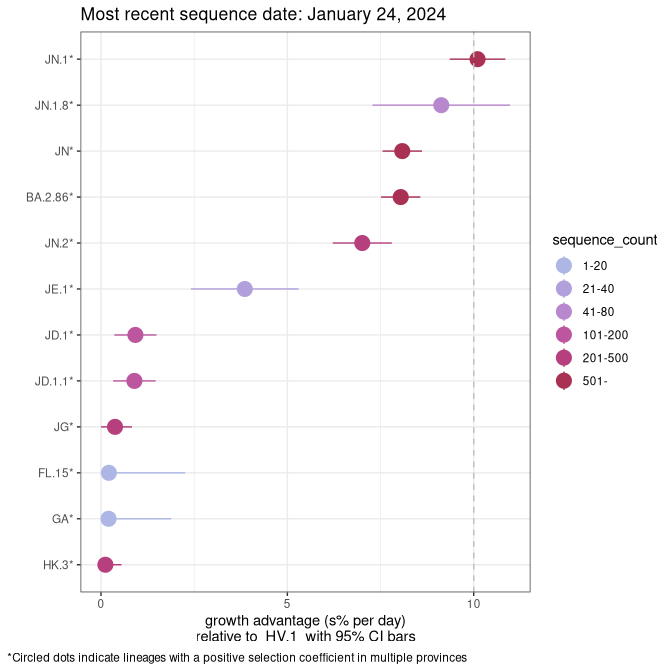 Most recent sequence date: January 24, 2024
JN.1*
JN.1.8*
JN*
BA.2.86*
JN.2*
JE.1*
JD.1*
JD.1.1*
JG*
FL.15*
GA*
HK.3*
0 5 10
growth advantage (s% per day)
relative to HV.1 with 95% CI bars
sequence_count
1-20
21-40
41-80
101-200
201-500
501-
*Circled dots indicate lineages with a positive selection coefficient in multiple provinces